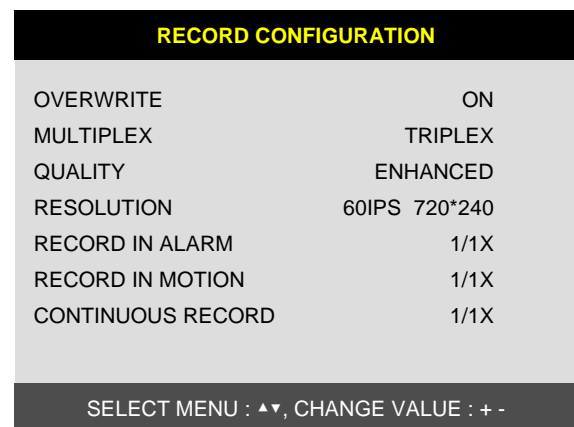 RECORD CONFIGURATION
OVERWRITE ON
MULTIPLEX TRIPLEX
QUALITY ENHANCED
RESOLUTION 60IPS 720*240
RECORD IN ALARM 1/1X
RECORD IN MOTION 1/1X
CONTINUOUS RECORD 1/1X
SELECT MENU : ▲▼, CHANGE VALUE : + -